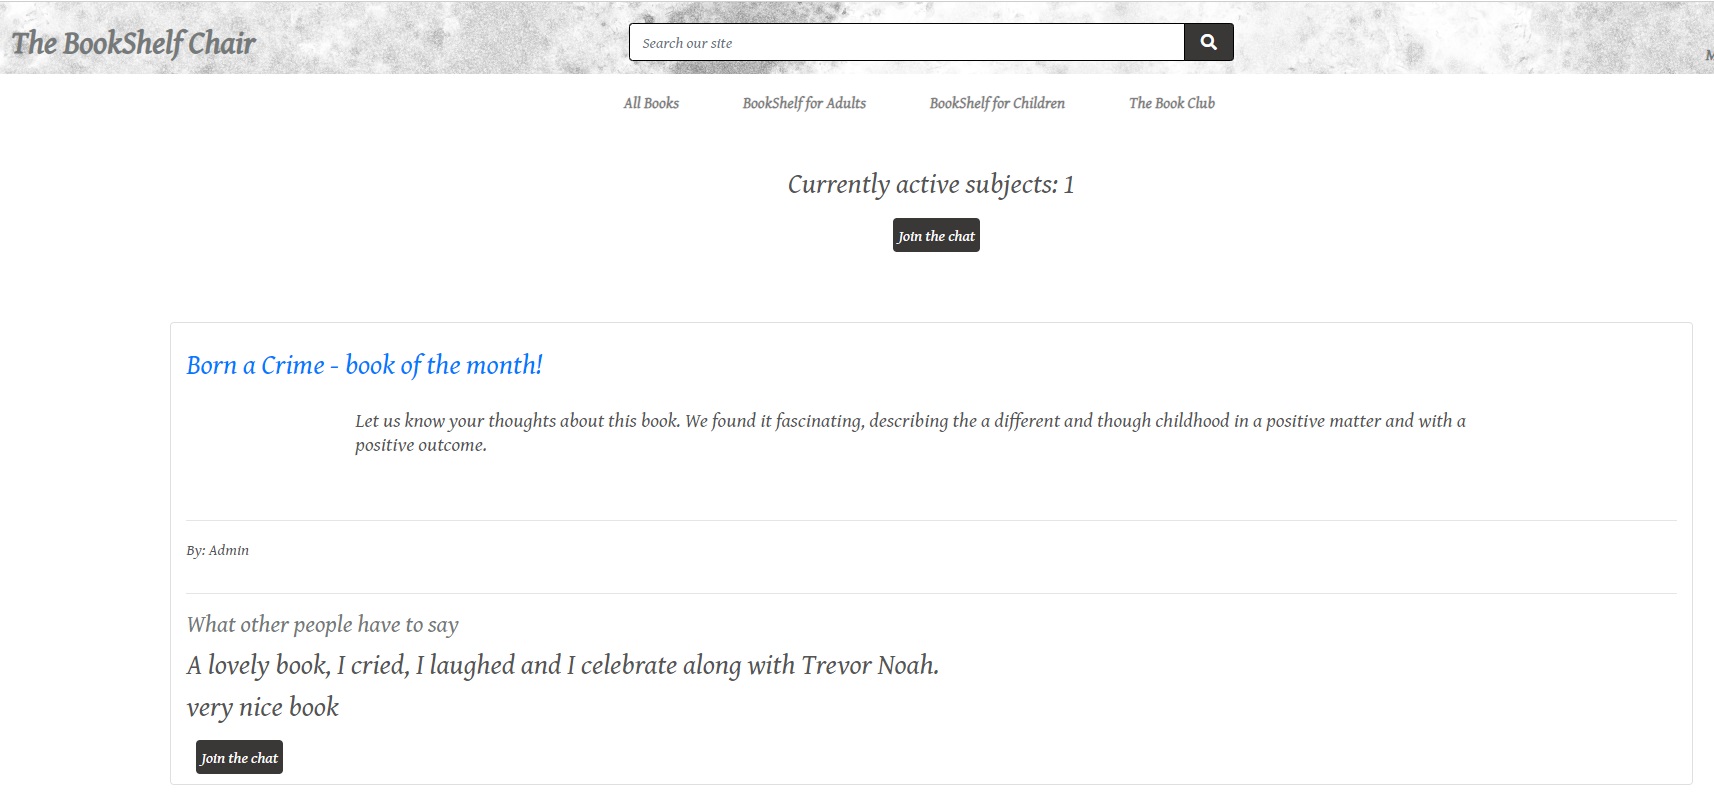 The BookShelf Chair
Search our site
M
All Books BookShelf for Adults BookShelf for Children The Book Club
Currently active subjects: 1
Join the chat
Born a Crime - book of the month!
Let us know your thoughts about this book. We found it fascinating, describing the a different and though childhood in a positive matter and with a
positive outcome.
By: Admin
What other people have to say
A lovely book, I cried, I laughed and I celebrate along with Trevor Noah.
very nice book
Join the chat